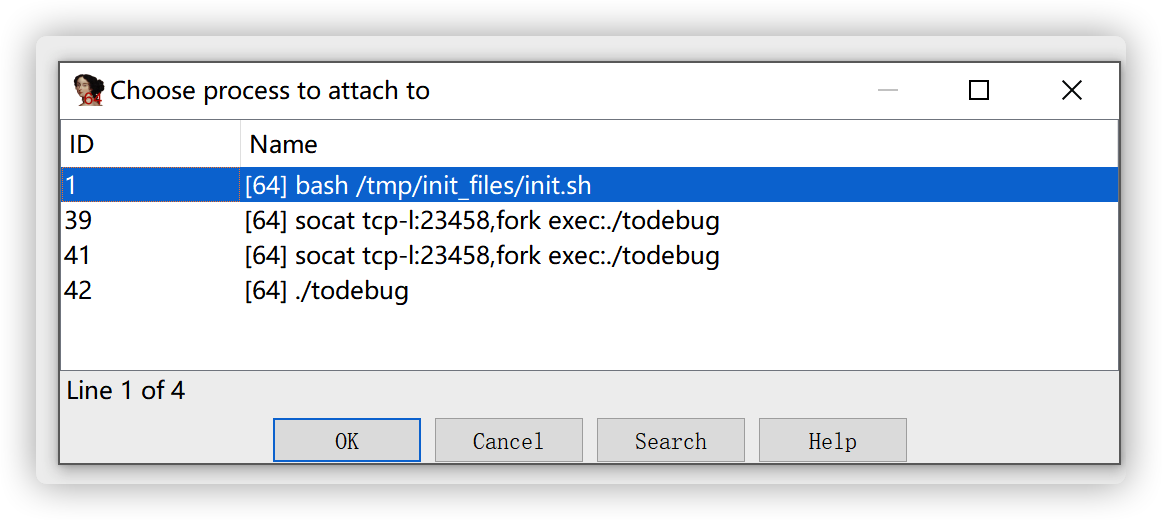 64
Choose process to attach to
ID Name
1 [64] bash /tmp/init_files/init.sh
39 [64] socat tcp-l:23458,fork exec:./todebug
41 [64] socat tcp-l:23458,fork exec:./todebug
42 [64] ./todebug
Line 1 of 4
OK Cancel Search Help